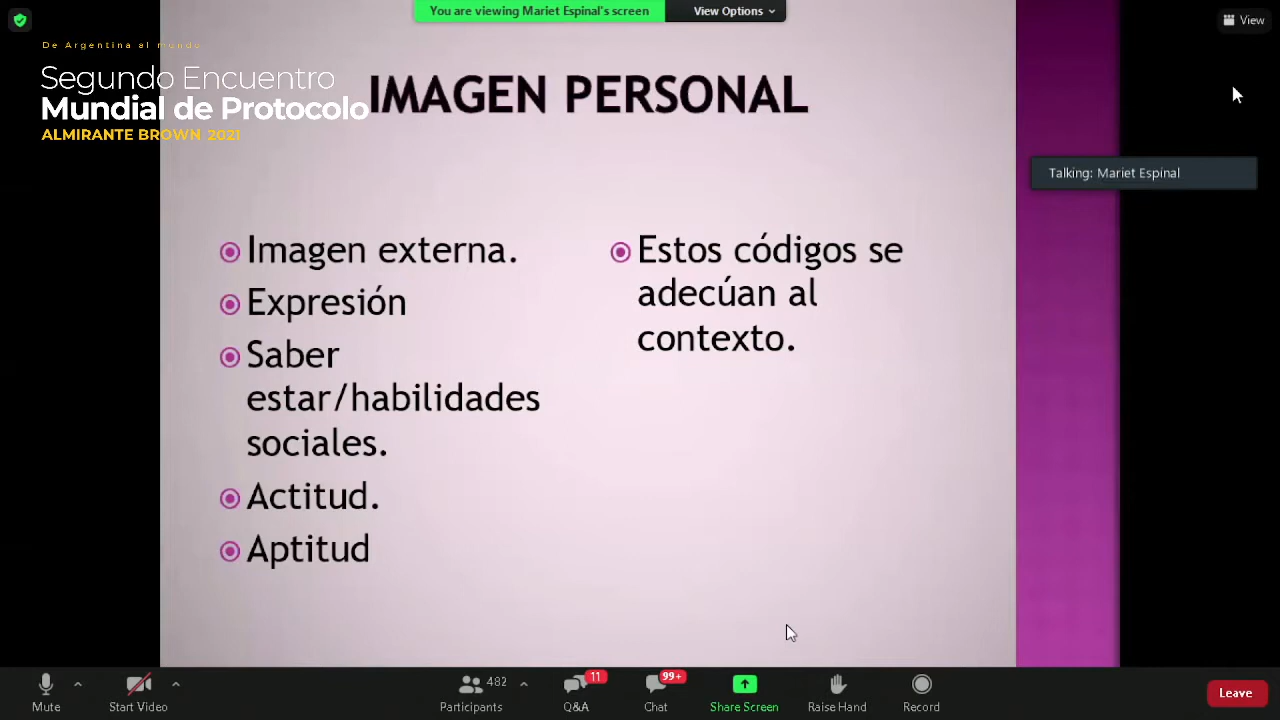 You are viewing Mariet Espinal's screen
View Options
View
De Argentina al mundo
Segundo Encuentro
Mundial de Protocolo
ALMIRANTE BROWN 2021
IMAGEN PERSONAL
Talking: Mariet Espinal
Imagen externa.
Expresión
Saber
estar/habilidades
sociales.
Actitud.
Aptitud
Estos códigos se
adecúan al
contexto.
Mute
Start Video
482
Participants
11
Q&A
99+
Chat
Share Screen
Raise Hand
Record
Leave